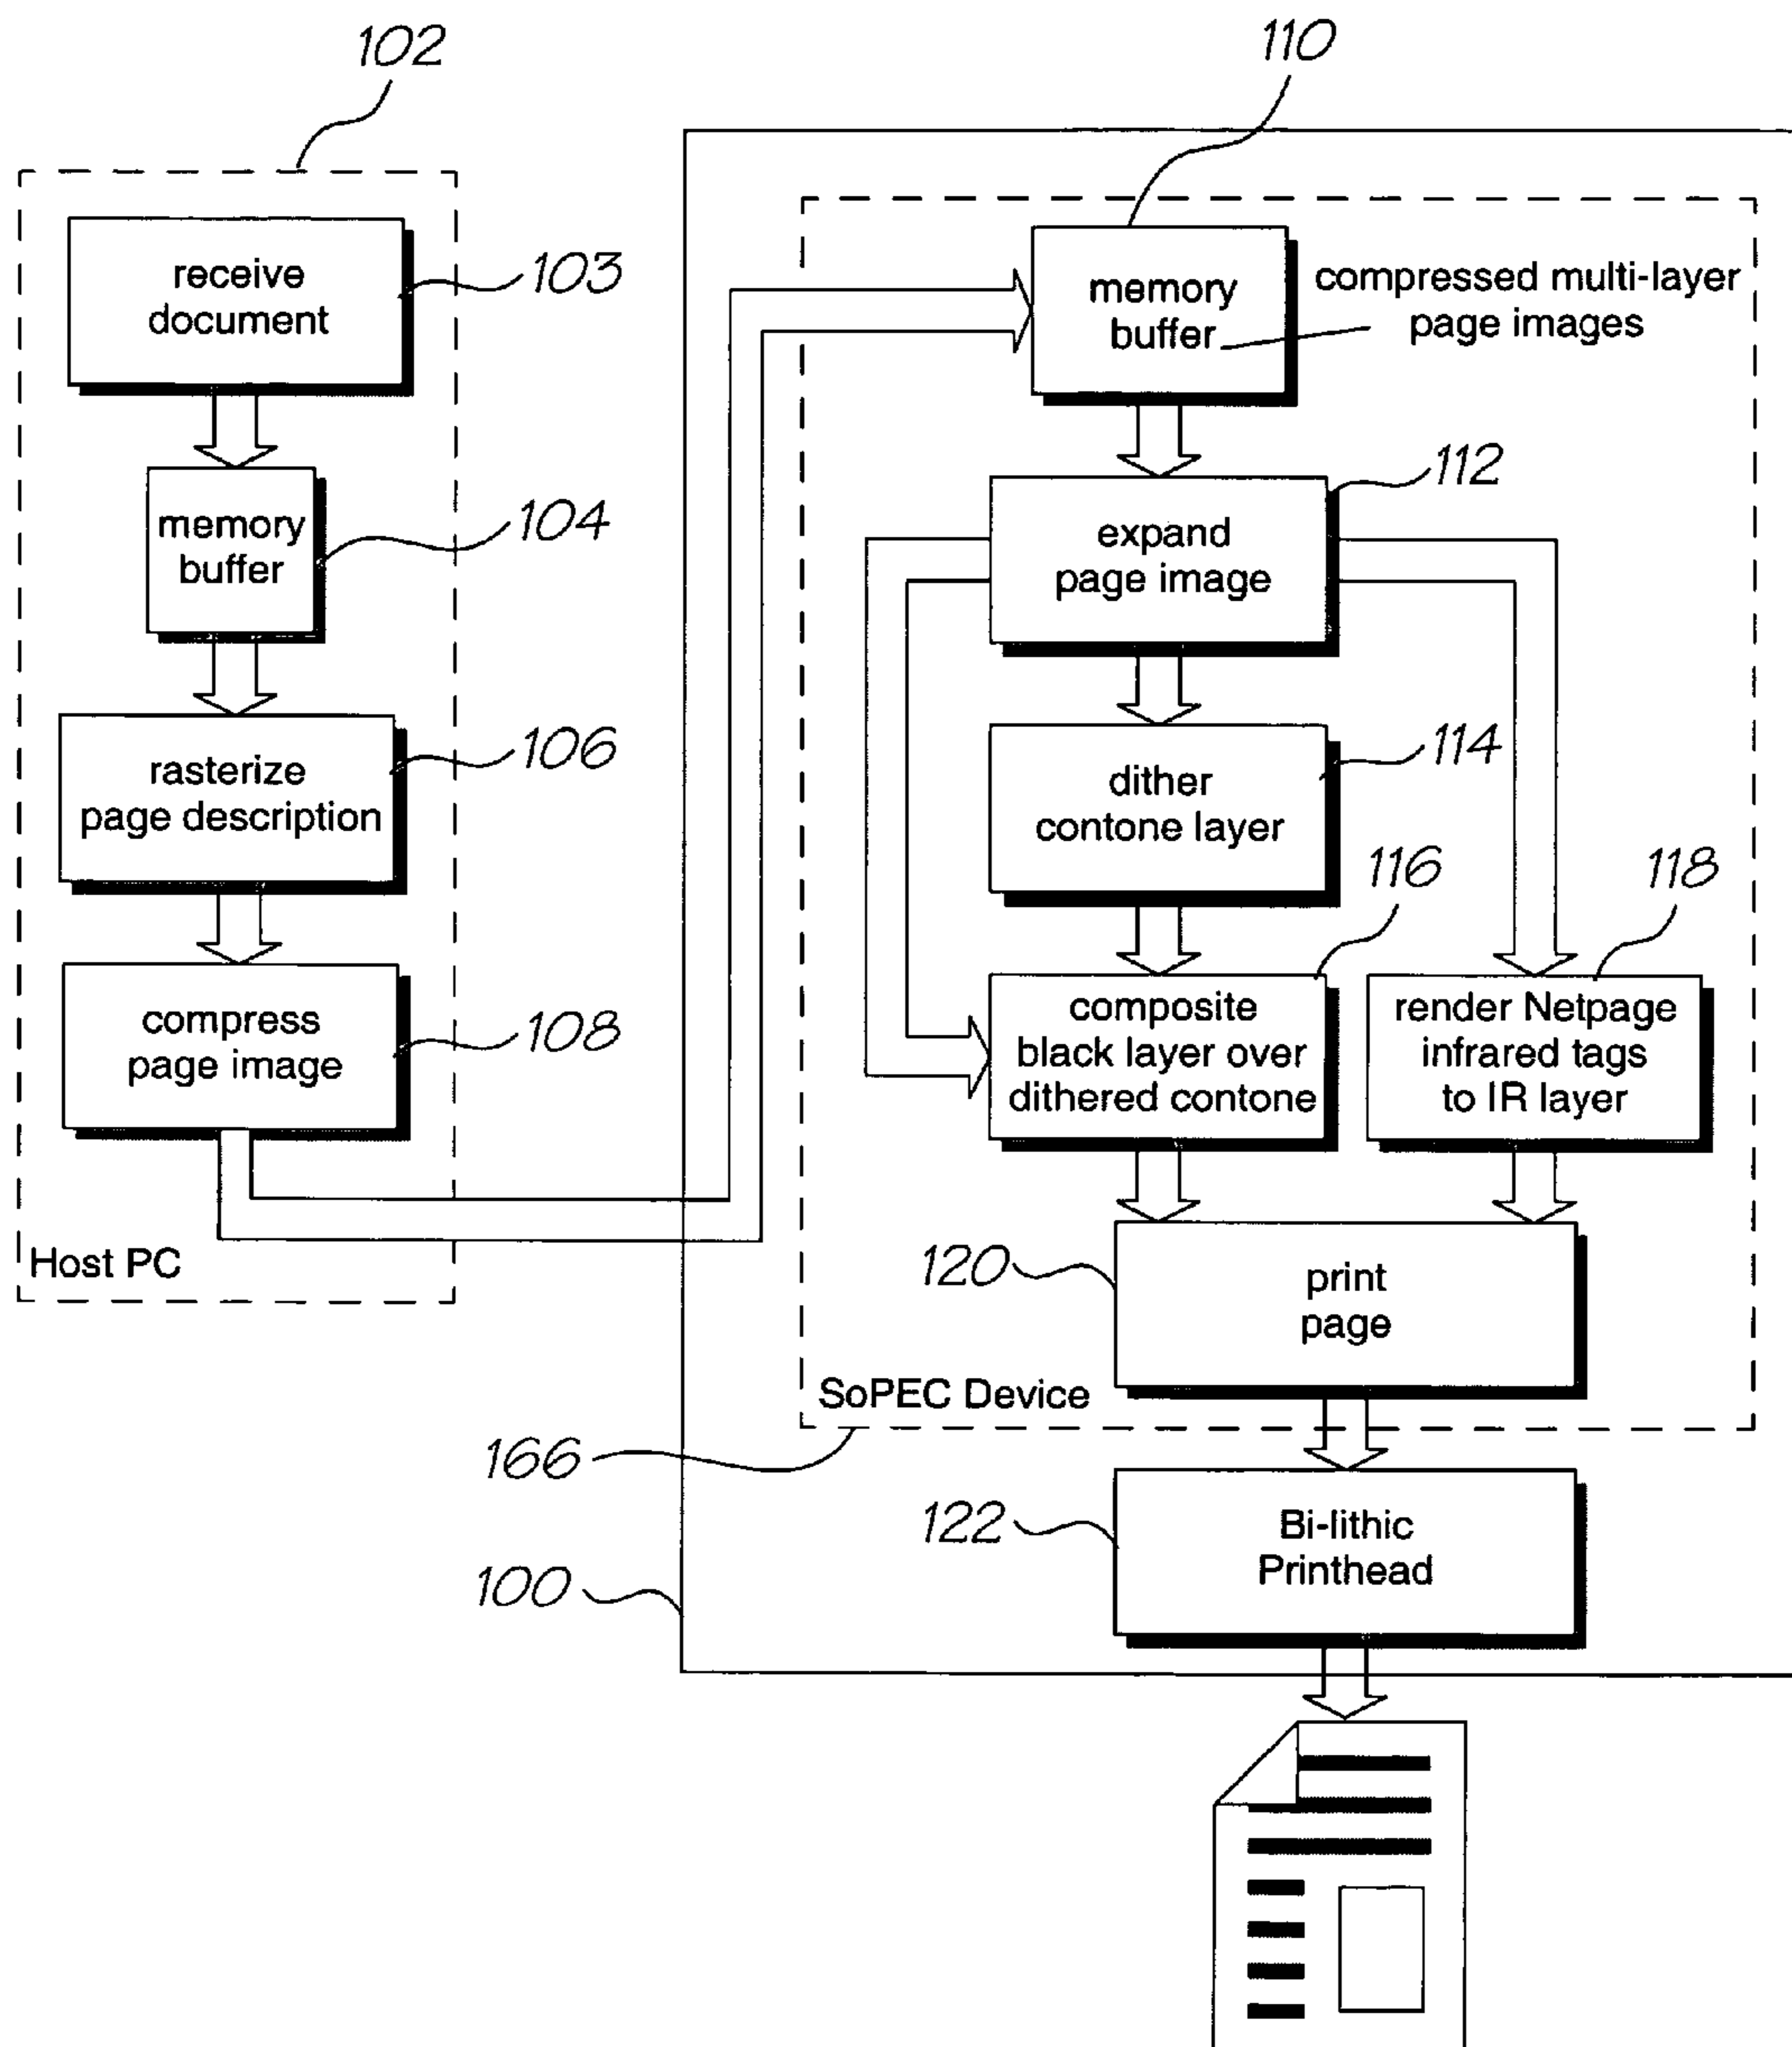 102
110
receive
document
103
memory
buffer
compressed multi-layer
page images
memory
buffer
104
expand
page image
112
rasterize
page description
106
dither
contone layer
114
116
118
compress
page image
108
composite
black layer over
dithered contone
render Netpage
infrared tags
to IR layer
Host PC
120
print
page
SoPEC Device
166
122
Bi-lithic
Printhead
100